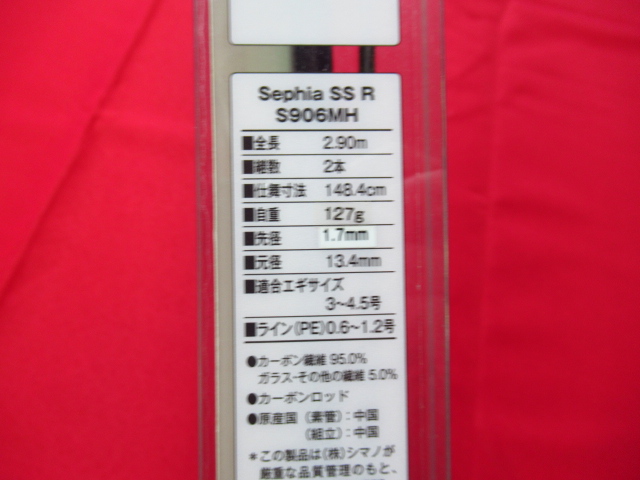 Sephia SS R
S906MH
■全長 2.90m
■継数 2本
■仕舞寸法 148.4cm
■自重 127g
■先径 1.7mm
■元径 13.4mm
■適合エギサイズ
3~4.5号
■ライン(PE)0.6~1.2号
●カーボン繊維 95.0%
ガラス・その他の繊維 5.0%
●カーボンロッド
●原産国(素管):中国
(組立):中国
*この製品は(株)シマノが
厳重な品質管理のもと、